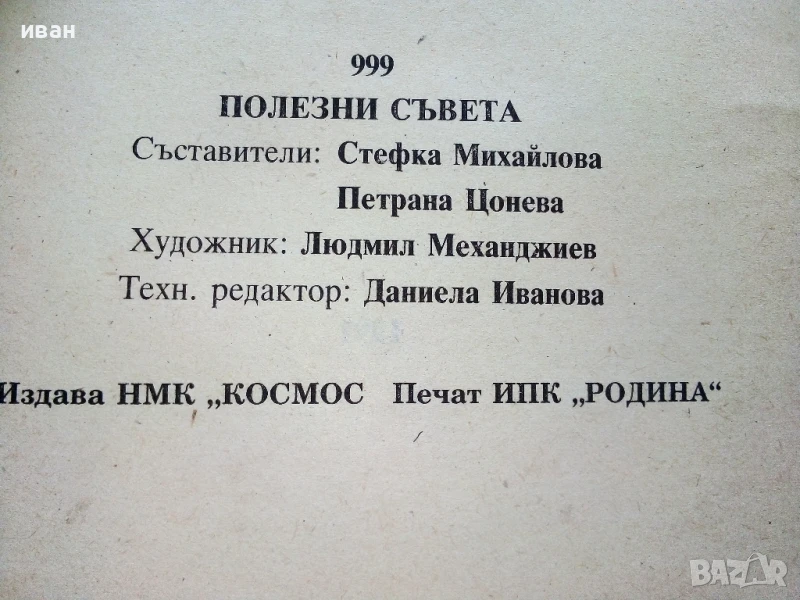 иван
999
ПОЛЕЗНИ СЪВЕТА
Съставители: Стефка Михайлова
Петрана Цонева
Художник: Людмил Механджиев
Техн. редактор: Даниела Иванова
Издава НМК „КОСМОС Печат ИПК „РОДИНА“
BAZAR